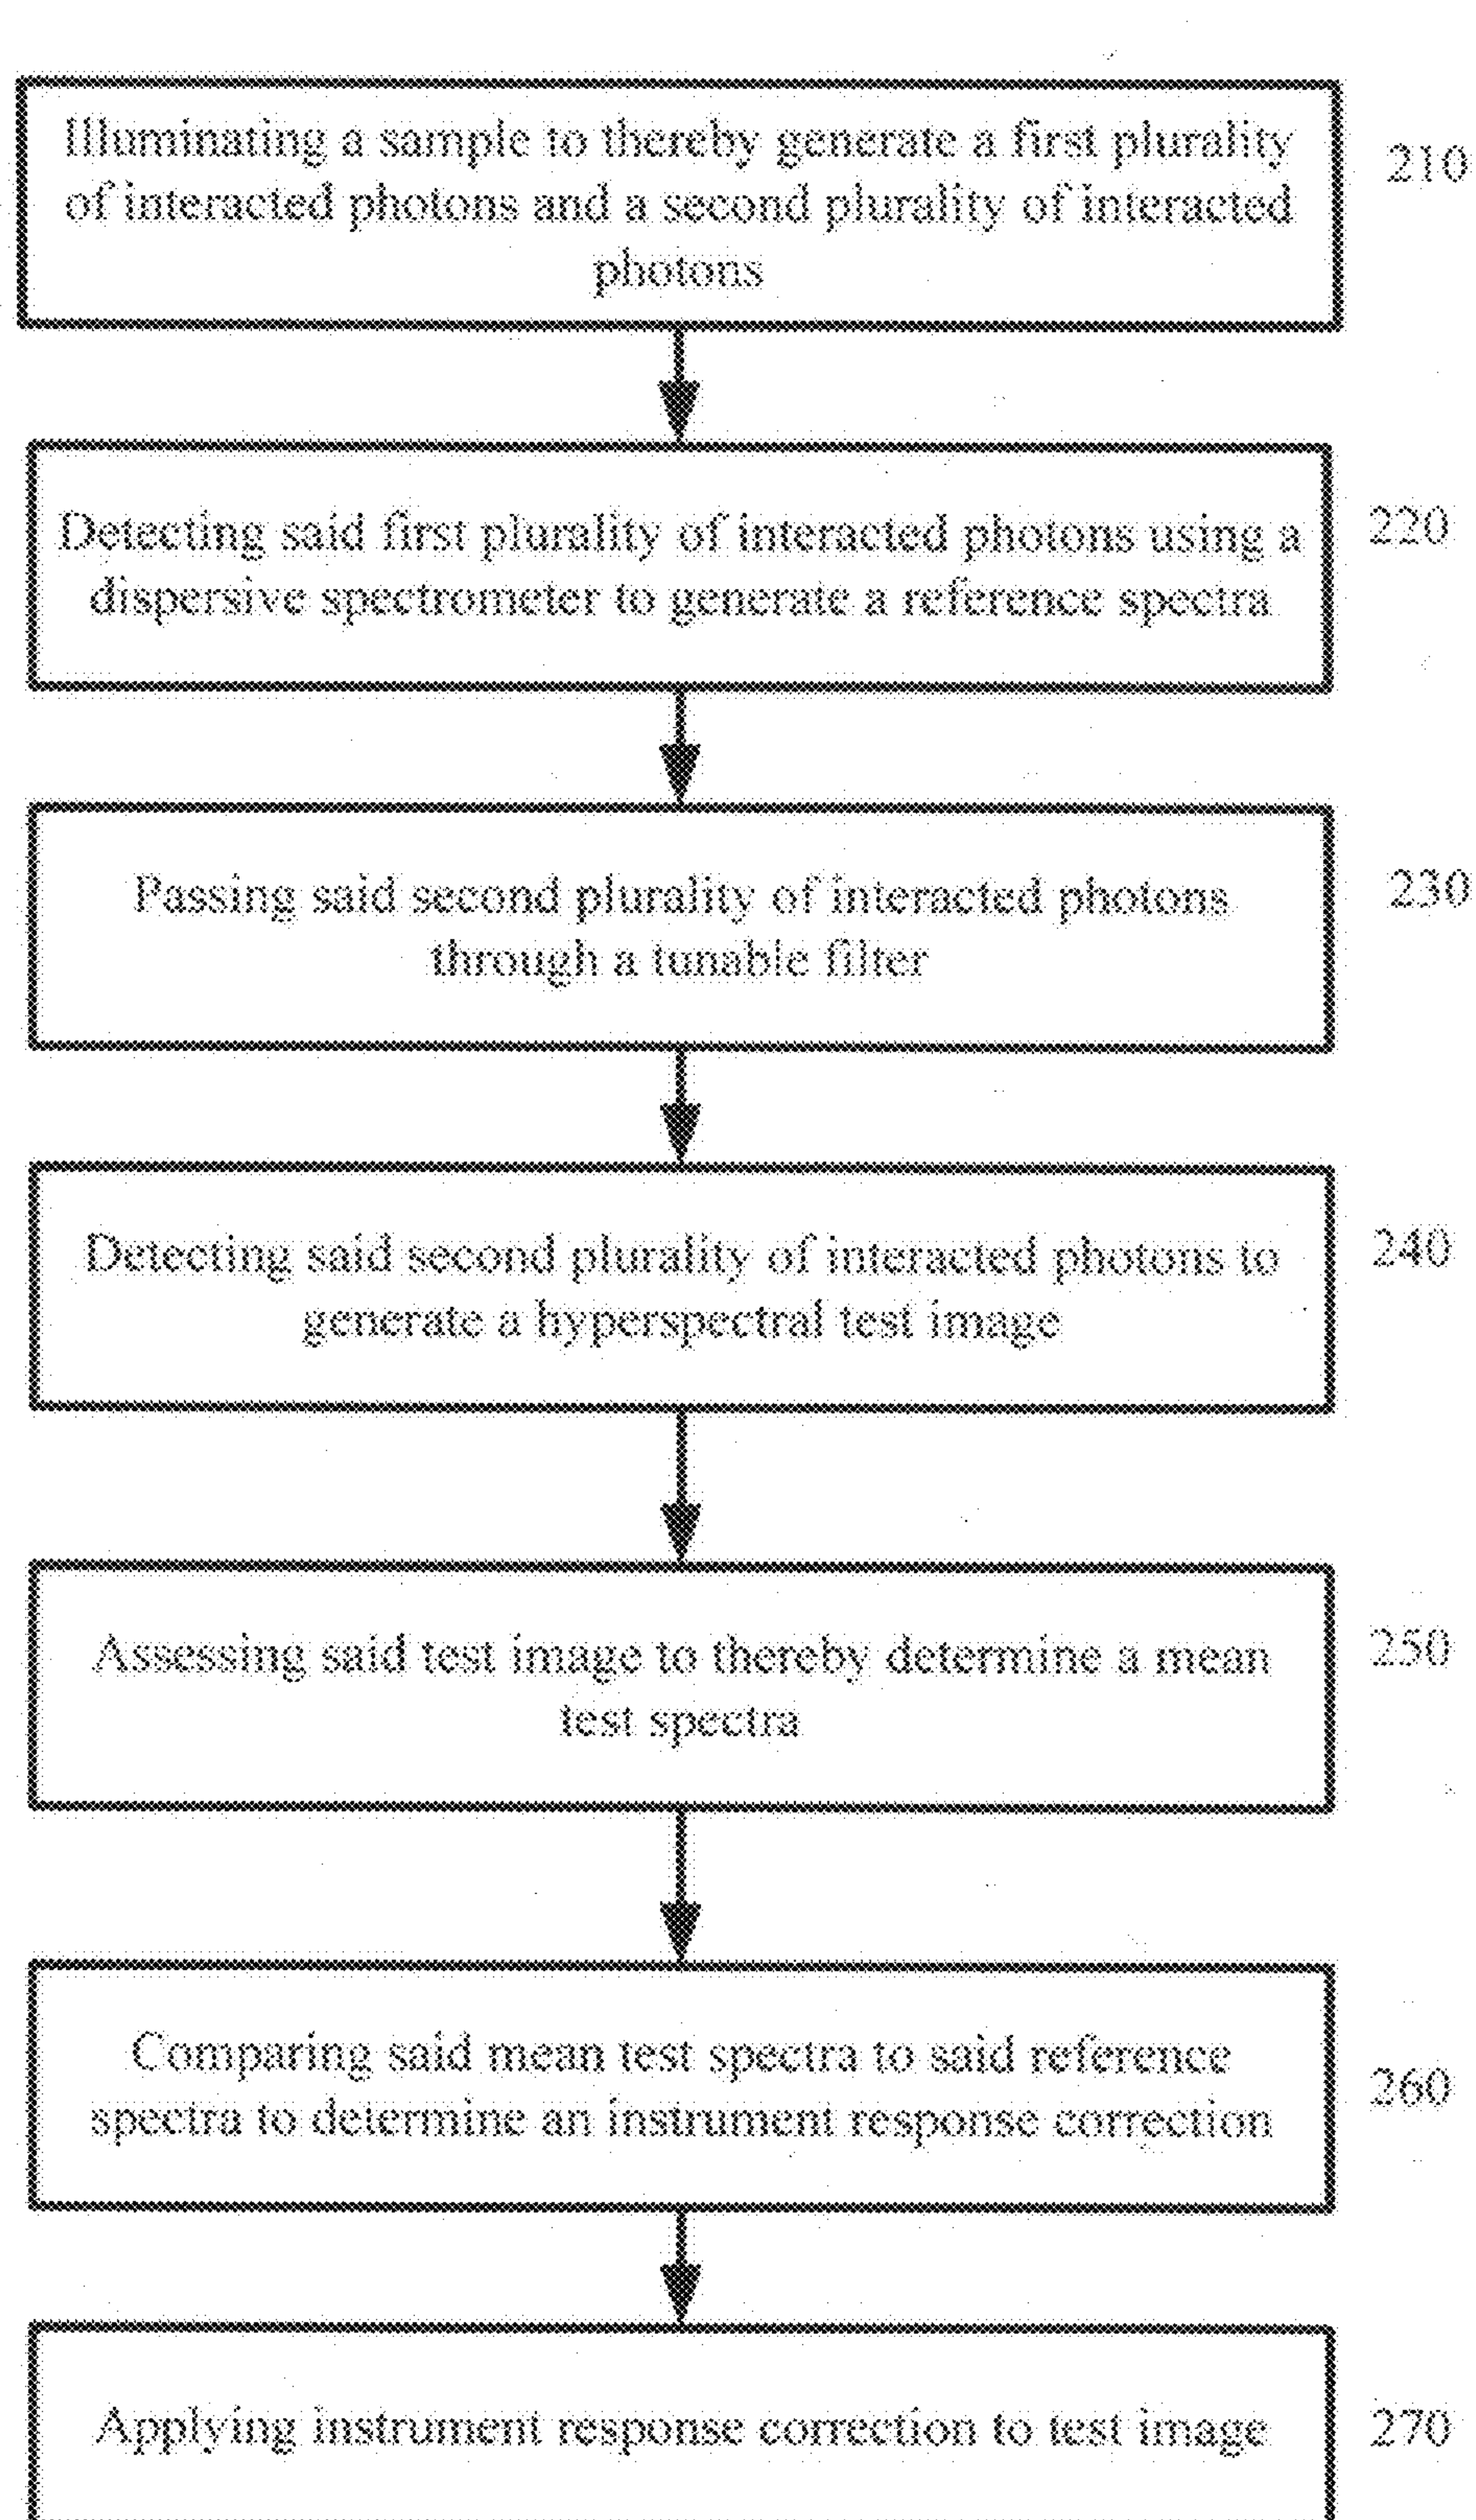 Illuminating a sample to thereby generate a first plurality
of interacted photons and a second plurality of interacted
photons
210
Detecting said first plurality of interacted photons using a
dispersive spectrometer to generate a reference spectra
220
Passing said second plurality of interacted photons
through a tunable filter
230
Detecting said second plurality of interacted photons to
generate a hyperspectral test image
240
Assessing said test image to thereby determine a mean
test spectra
250
Comparing said mean test spectra to said reference
spectra to determine an instrument response correction
260
Applying instrument response correction to test image
270